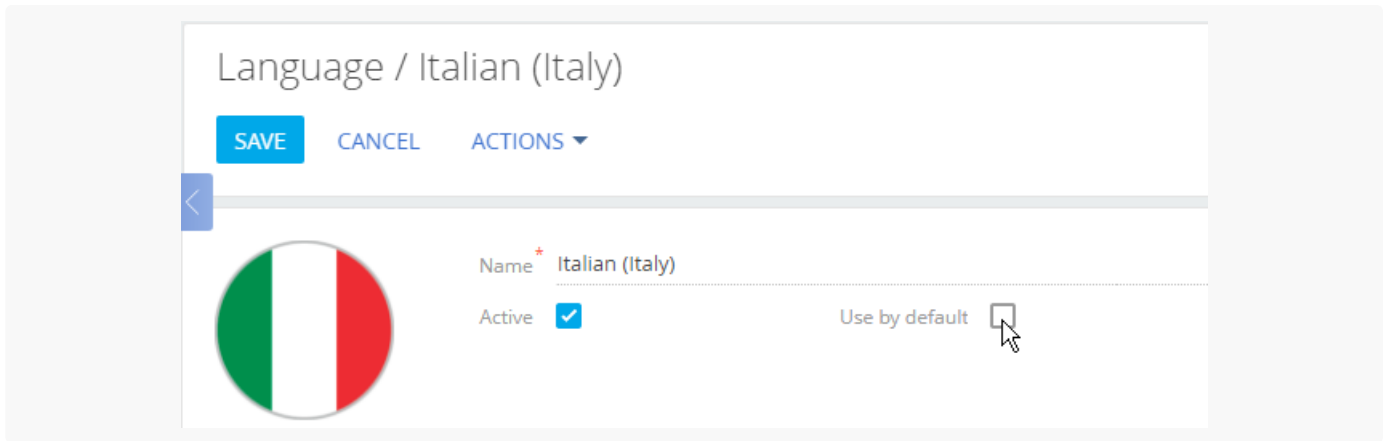 Language / Italian (Italy)
SAVE CANCEL ACTIONS
Name* Italian (Italy)
Active Use by default